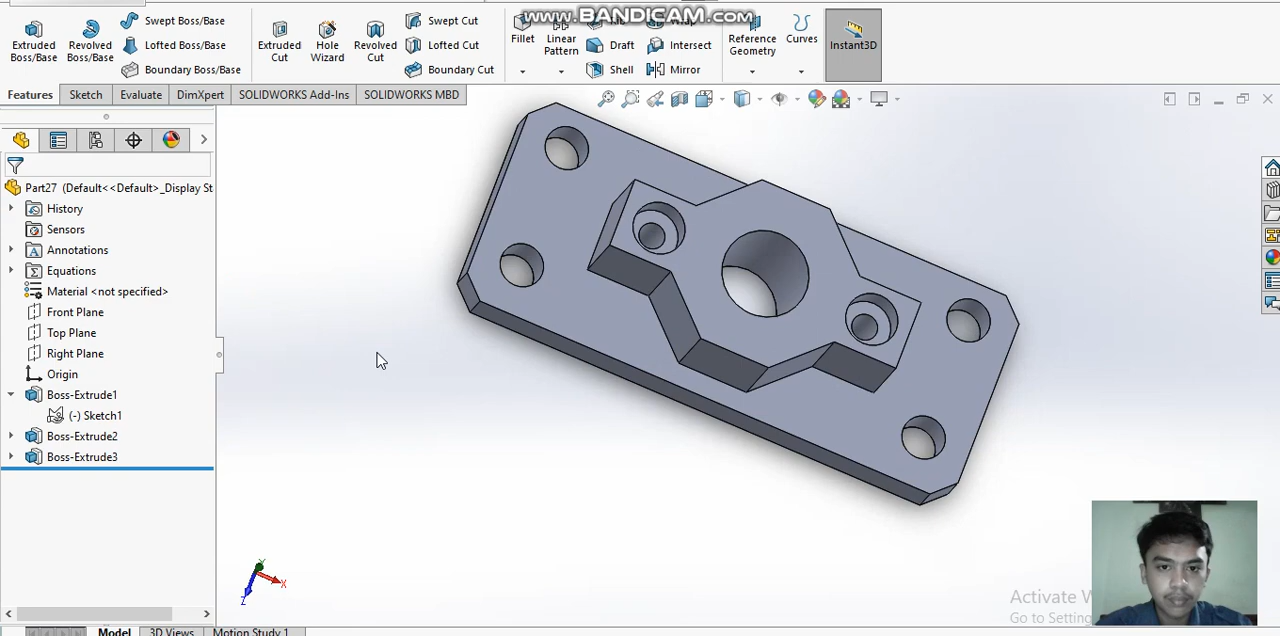 www.BANDICAM.com
Extruded Boss/Base
Revolved Boss/Base
Swept Boss/Base
Lofted Boss/Base
Boundary Boss/Base
Extruded Cut
Hole Wizard
Revolved Cut
Swept Cut
Lofted Cut
Boundary Cut
Fillet
Linear Pattern
Draft
Shell
Intersect
Mirror
Reference Geometry
Curves
Instant3D
Features Sketch Evaluate DimXpert SOLIDWORKS Add-Ins SOLIDWORKS MBD
Part27 (Default<<Default>_Display St
History
Sensors
Annotations
Equations
Material <not specified>
Front Plane
Top Plane
Right Plane
Origin
Boss-Extrude1
(-) Sketch1
Boss-Extrude2
Boss-Extrude3
Y
X
Z
Activate W
Go to Setting
Model 3D Views Motion Study 1